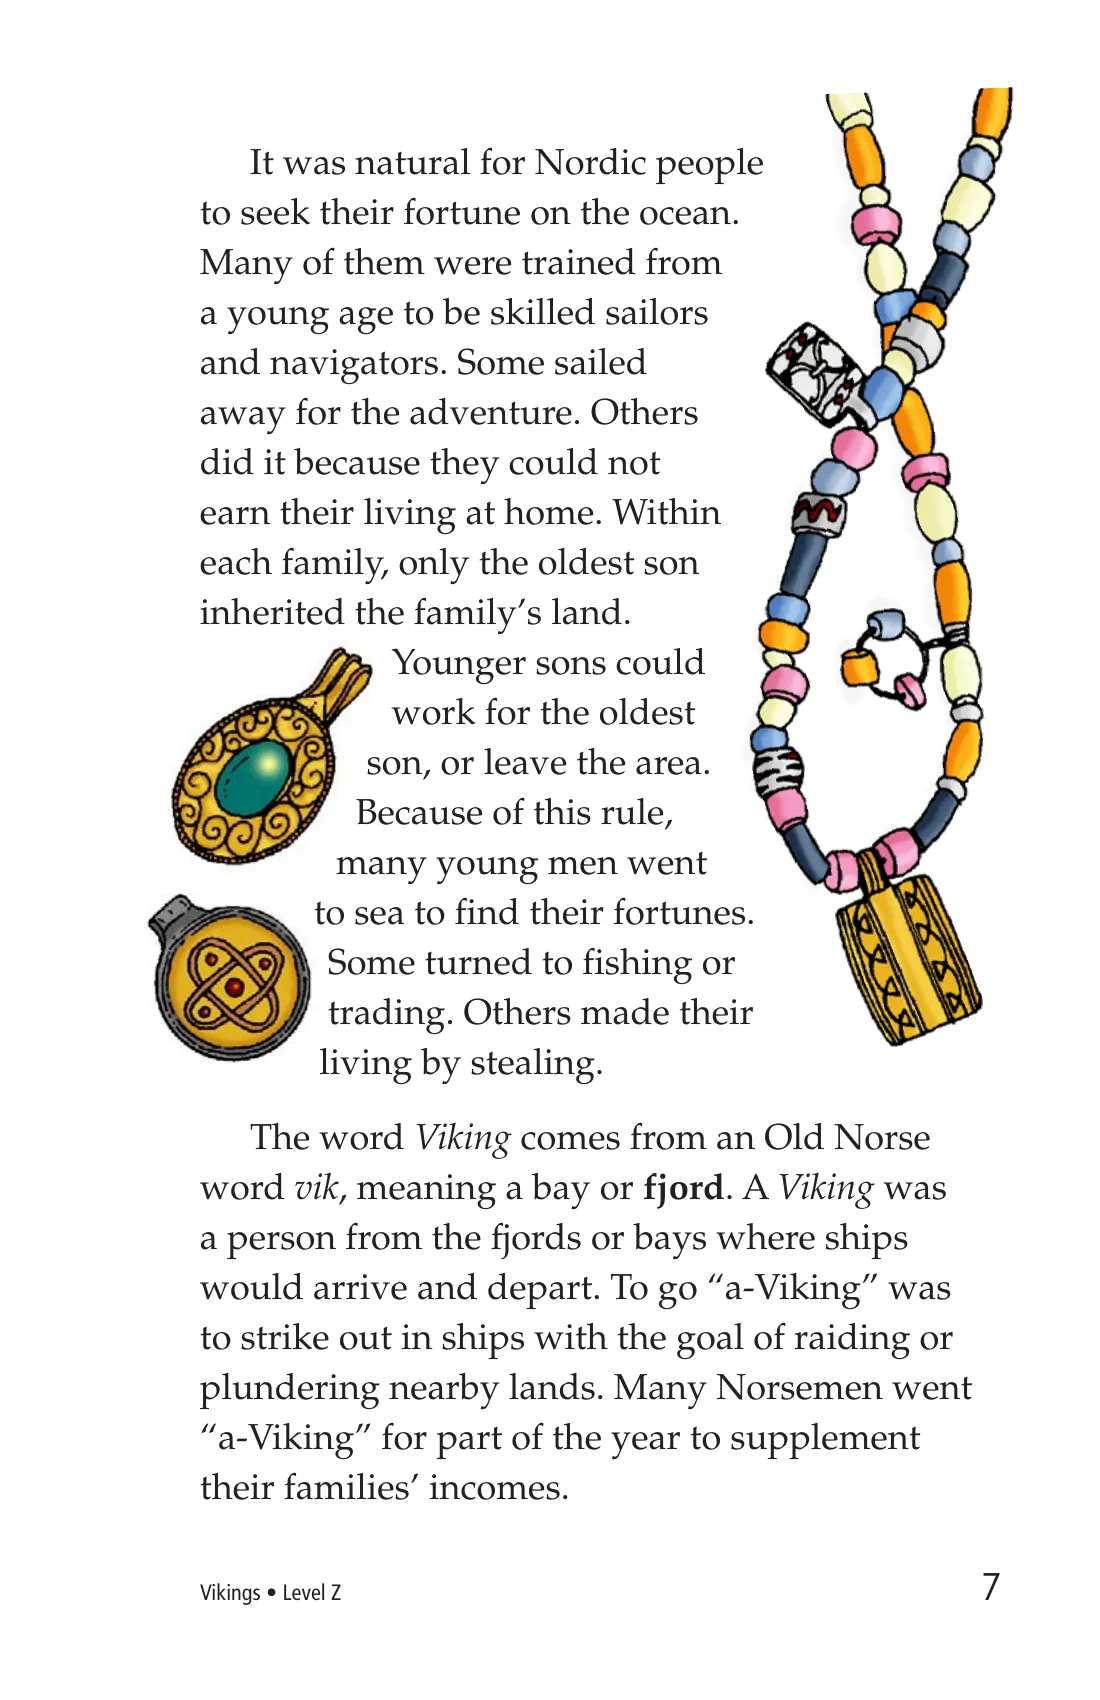 It was natural for Nordic people
to seek their fortune on the ocean.
Many of them were trained from
a young age to be skilled sailors
and navigators. Some sailed
away for the adventure. Others
did it because they could not
earn their living at home. Within
each family, only the oldest son
inherited the family’s land.
Younger sons could
work for the oldest
son, or leave the area.
Because of this rule,
many young men went
to sea to find their fortunes.
Some turned to fishing or
trading. Others made their
living by stealing.
The word Viking comes from an Old Norse
word vik, meaning a bay or fjord. A Viking was
a person from the fjords or bays where ships
would arrive and depart. To go “a-Viking” was
to strike out in ships with the goal of raiding or
plundering nearby lands. Many Norsemen went
“a-Viking” for part of the year to supplement
their families’ incomes.
Vikings • Level Z
7